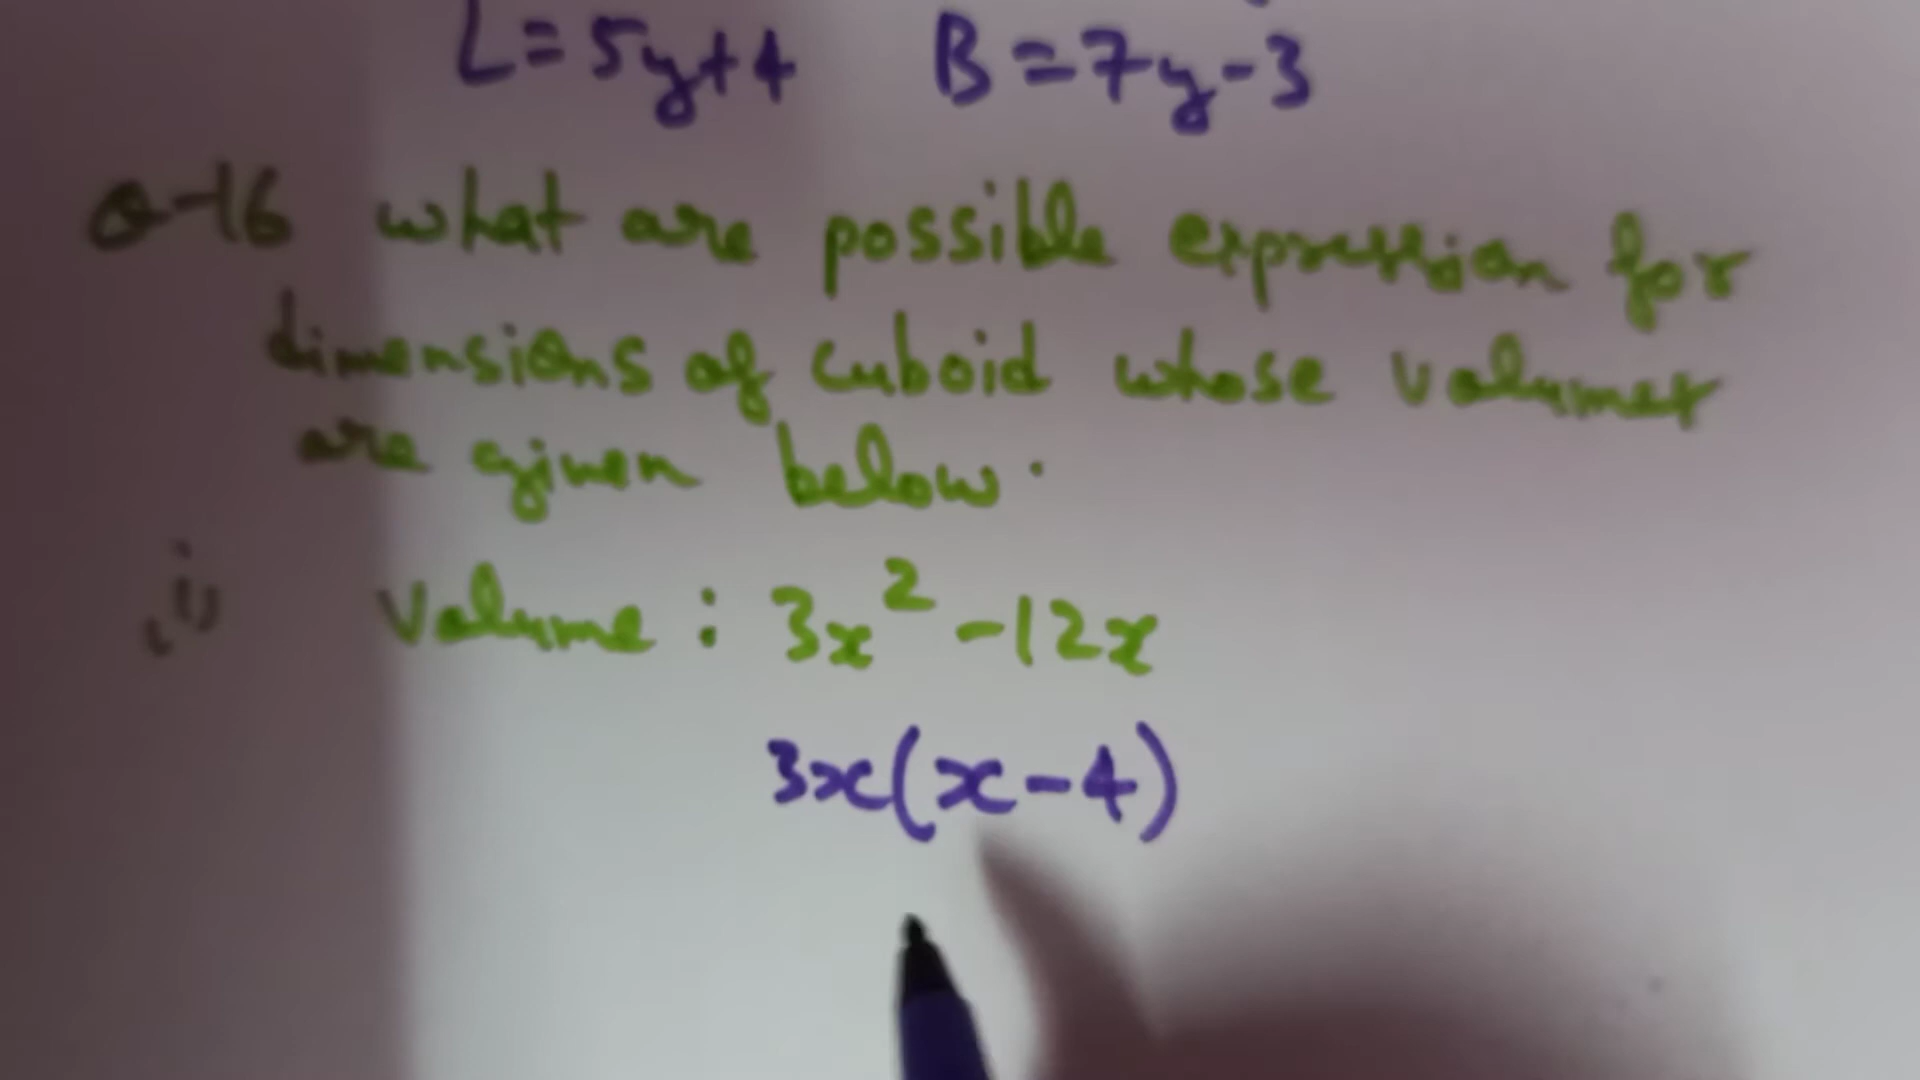 L=5y+4 B=7y-3
Q-16 what are possible expression for
dimensions of cuboid whose volumes
are given below.
(i) Volume : 3x² -12x
3x(x-4)